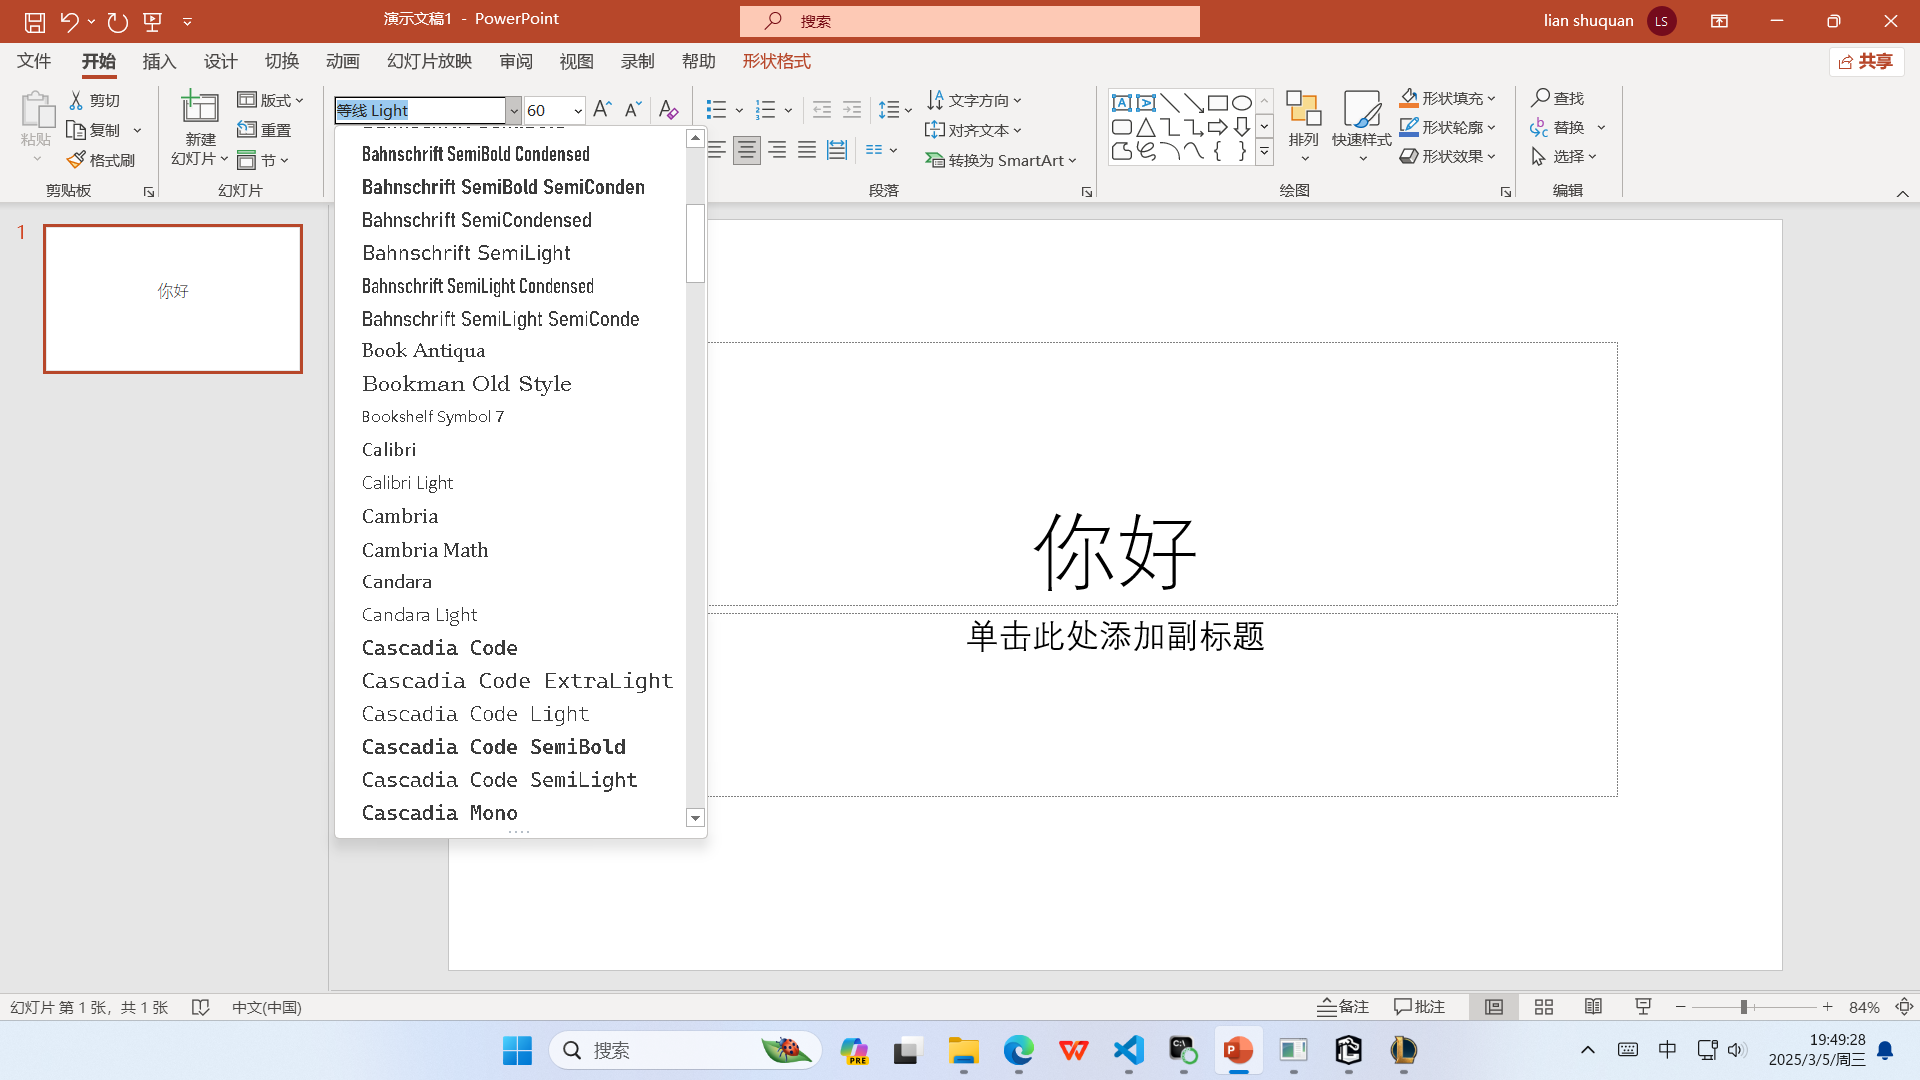 演示文稿1 - PowerPoint
搜索
lian shuquan
LS
文件
开始
插入
设计
切换
动画
幻灯片放映
审阅
视图
录制
帮助
形状格式
共享
粘贴
剪切
复制
格式刷
剪贴板
新建
幻灯片
版式
重置
节
幻灯片
等线 Light
60
文字方向
对齐文本
转换为 SmartArt
段落
排列
快速样式
形状填充
形状轮廓
形状效果
绘图
查找
替换
选择
编辑
Bahnschrift SemiBold Condensed
Bahnschrift SemiBold SemiConden
Bahnschrift SemiCondensed
Bahnschrift SemiLight
Bahnschrift SemiLight Condensed
Bahnschrift SemiLight SemiConde
Book Antiqua
Bookman Old Style
Bookshelf Symbol 7
Calibri
Calibri Light
Cambria
Cambria Math
Candara
Candara Light
Cascadia Code
Cascadia Code ExtraLight
Cascadia Code Light
Cascadia Code SemiBold
Cascadia Code SemiLight
Cascadia Mono
1
你好
你好
单击此处添加副标题
幻灯片 第 1 张，共 1 张
中文(中国)
备注
批注
84%
搜索
PRE
中
19:49:28
2025/3/5/周三